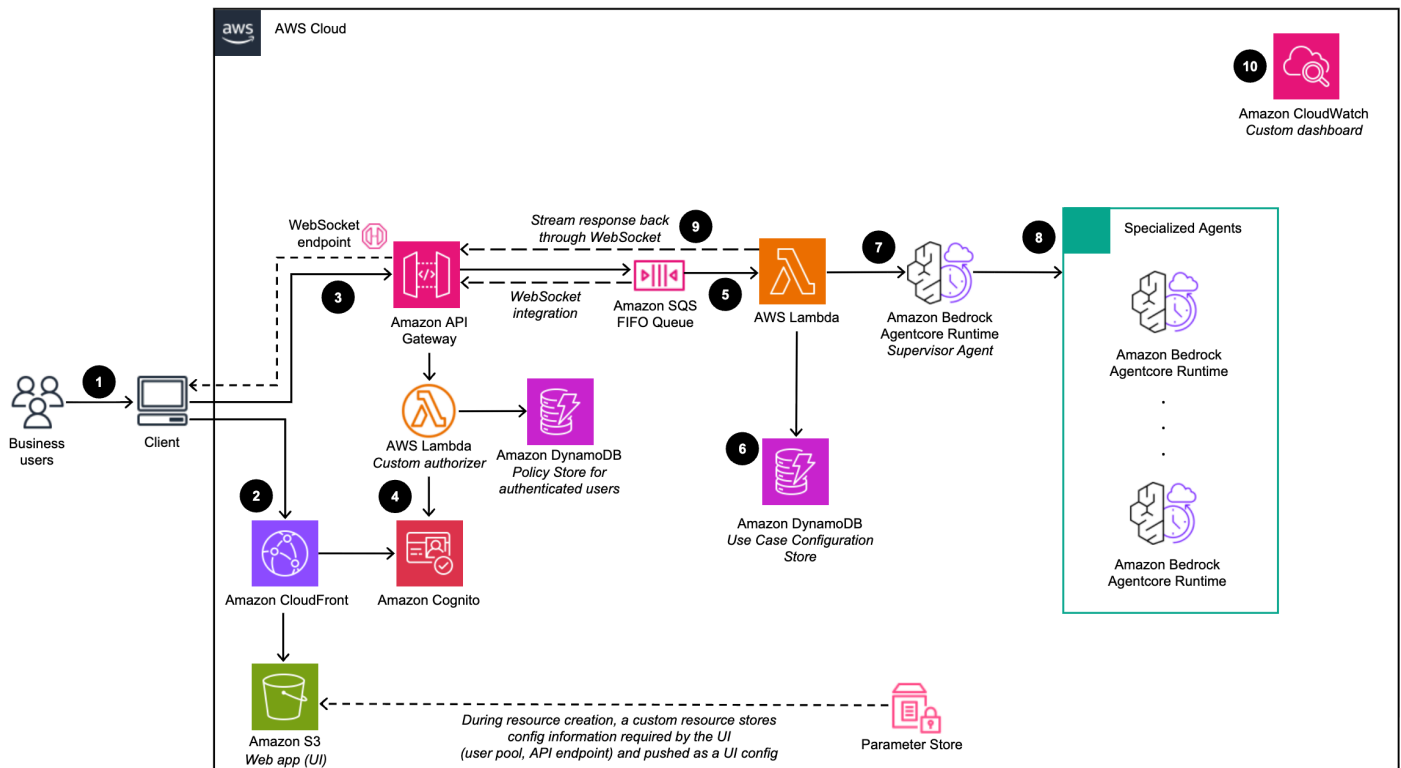 aws
AWS Cloud
10
Amazon CloudWatch
Custom dashboard
WebSocket
endpoint
Stream response back
through WebSocket
9
7
8
Specialized Agents
3
WebSocket
integration
5
Amazon API
Gateway
Amazon SQS
FIFO Queue
AWS Lambda
Amazon Bedrock
Agentcore Runtime
Supervisor Agent
Amazon Bedrock
Agentcore Runtime
1
Business
users
Client
AWS Lambda
Custom authorizer
Amazon DynamoDB
Policy Store for
authenticated users
6
2
4
Amazon DynamoDB
Use Case Configuration
Store
Amazon Bedrock
Agentcore Runtime
Amazon CloudFront
Amazon Cognito
Amazon S3
Web app (UI)
During resource creation, a custom resource stores
config information required by the UI
(user pool, API endpoint) and pushed as a UI config
Parameter Store